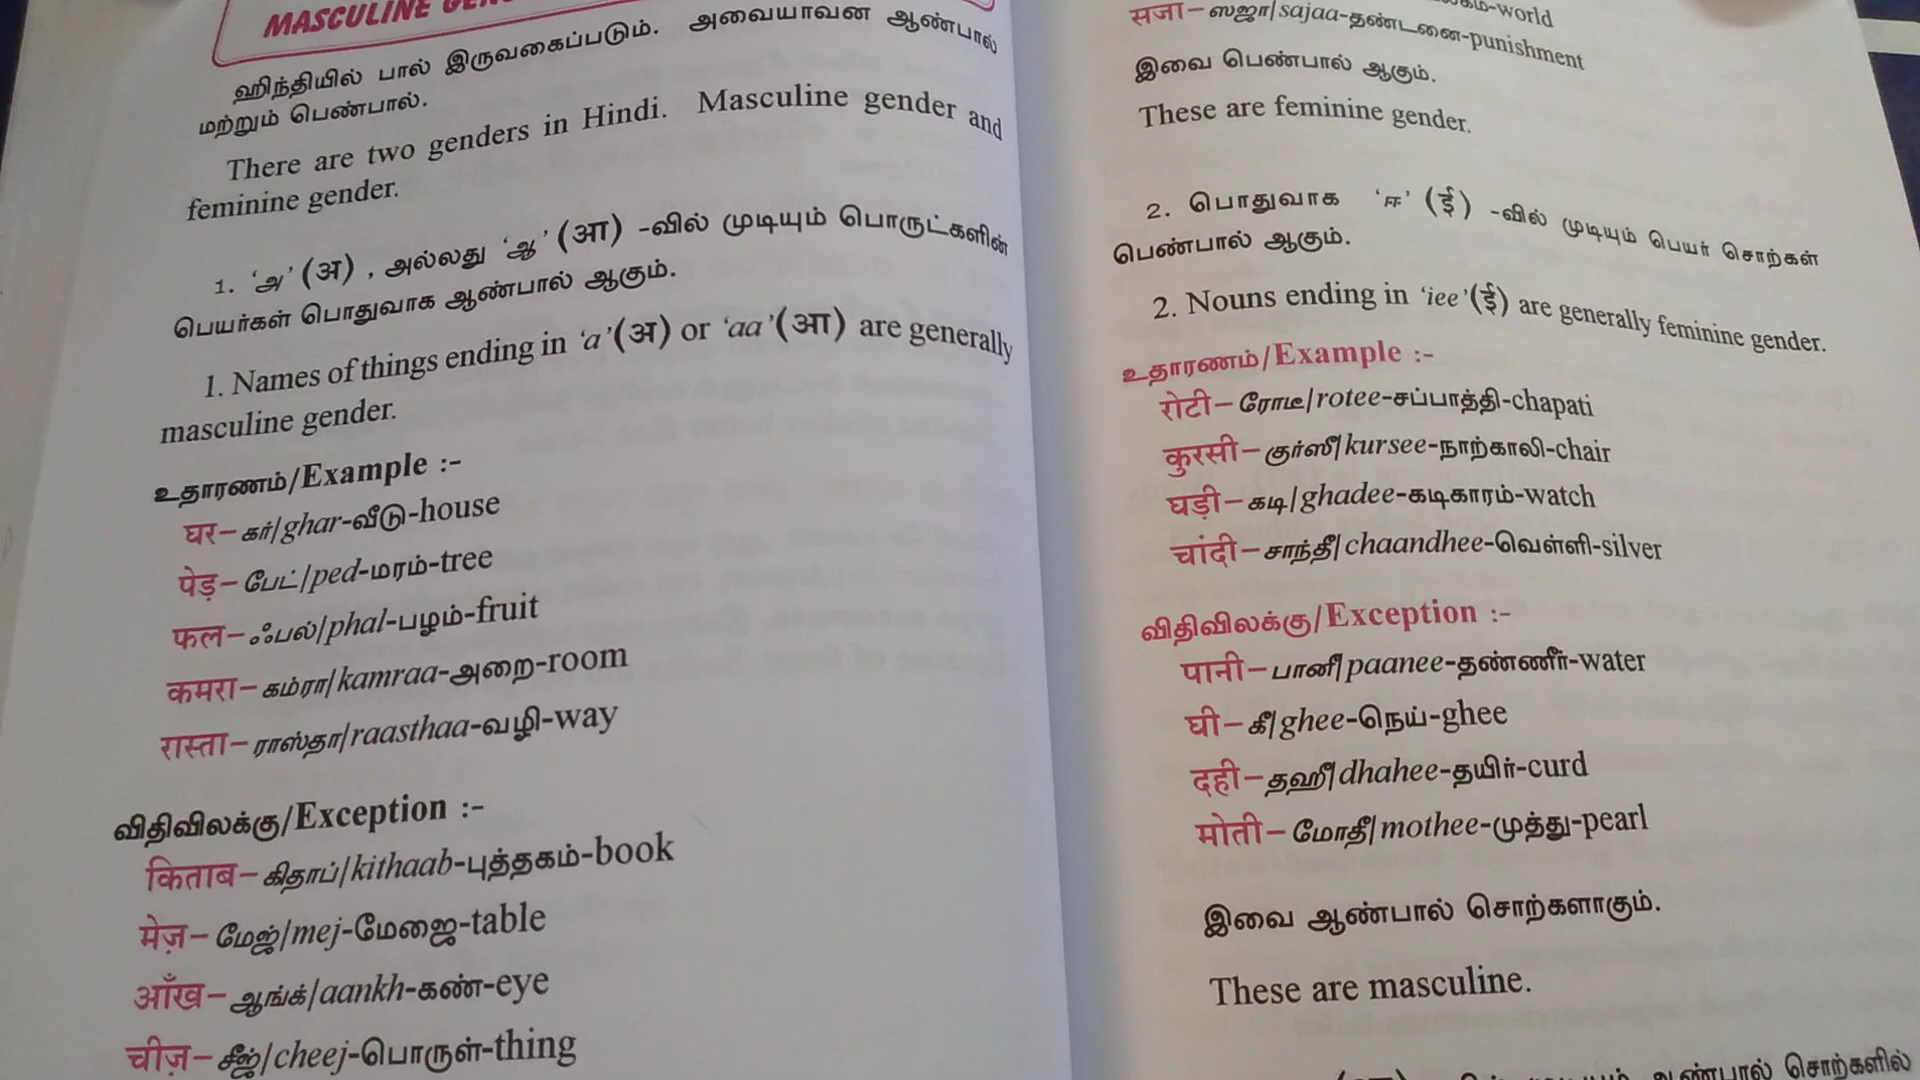 MASCULINE
ஹிந்தியில் பால் இருவகைப்படும். அவையாவன ஆண்பால்
மற்றும் பெண்பால்.
There are two genders in Hindi. Masculine gender and
feminine gender.
1. ‘அ’ (अ) , அல்லது ‘ஆ’ (आ) -வில் முடியும் பொருட்களின்
பெயர்கள் பொதுவாக ஆண்பால் ஆகும்.
1. Names of things ending in ‘a’(अ) or ‘aa’(आ) are generally
masculine gender.
உதாரணம்/Example :-
घर– கர்/ghar-வீடு-house
पेड़– பேட்/ped-மரம்-tree
फल– ஃபல்/phal-பழம்-fruit
कमरा– கம்ரா/kamraa-அறை-room
रास्ता– ராஸ்தா/raasthaa-வழி-way
விதிவிலக்கு/Exception :-
किताब– கிதாப்/kithaab-புத்தகம்-book
मेज़– மேஜ்/mej-மேஜை-table
आँख– ஆங்க்/aankh-கண்-eye
चीज़– சீஜ்/cheej-பொருள்-thing
-world
सजा– ஸஜா/sajaa-தண்டனை-punishment
இவை பெண்பால் ஆகும்.
These are feminine gender.
2. பொதுவாக ‘ஈ’ (ई) -வில் முடியும் பெயர் சொற்கள்
பெண்பால் ஆகும்.
2. Nouns ending in ‘iee’(ई) are generally feminine gender.
உதாரணம்/Example :-
रोटी– ரோடீ/rotee-சப்பாத்தி-chapati
कुरसी– குர்ஸீ/kursee-நாற்காலி-chair
घड़ी– கடி/ghadee-கடிகாரம்-watch
चांदी– சாந்தீ/chaandhee-வெள்ளி-silver
விதிவிலக்கு/Exception :-
पानी– பானீ/paanee-தண்ணீர்-water
घी– கீ/ghee-நெய்-ghee
दही– தஹீ/dhahee-தயிர்-curd
मोती– மோதீ/mothee-முத்து-pearl
இவை ஆண்பால் சொற்களாகும்.
These are masculine.
ஆண்பால் சொற்களில்